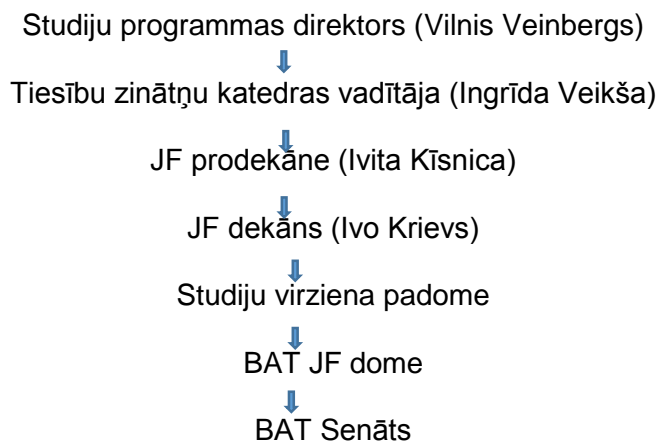 Studiju programmas direktors (Vilnis Veinbergs)
Tiesību zinātņu katedras vadītāja (Ingrīda Veikša)
JF prodekāne (Ivita Kīsnica)
JF dekāns (Ivo Krievs)
Studiju virziena padome
BAT JF dome
BAT Senāts